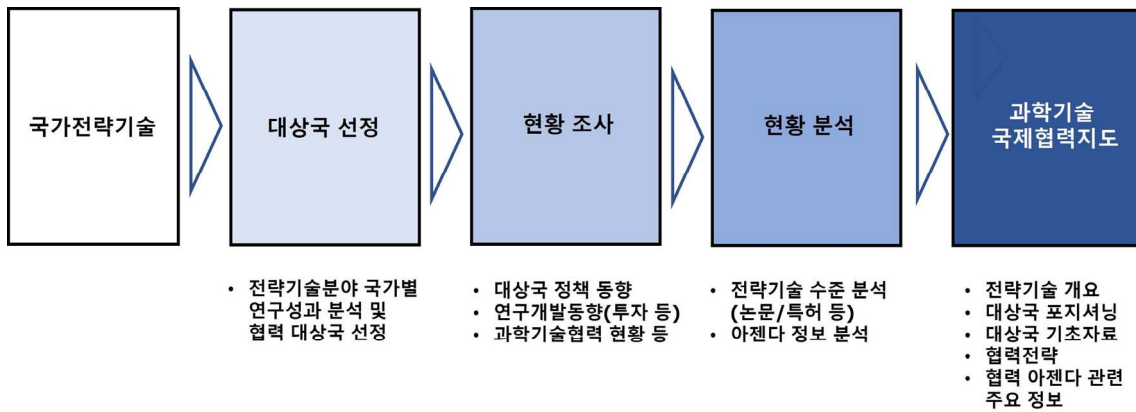 국가전략기술
대상국 선정
현황 조사
현황 분석
과학기술
국제협력지도
• 전략기술분야 국가별
연구성과 분석 및
협력 대상국 선정
• 대상국 정책 동향
• 연구개발동향(투자 등)
• 과학기술협력 현황 등
• 전략기술 수준 분석
(논문/특허 등)
• 아젠다 정보 분석
• 전략기술 개요
• 대상국 포지셔닝
• 대상국 기초자료
• 협력전략
• 협력 아젠다 관련
주요 정보